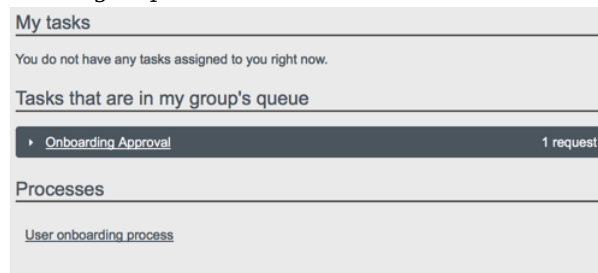 My tasks
You do not have any tasks assigned to you right now.
Tasks that are in my group's queue
Onboarding Approval 1 request
Processes
User onboarding process